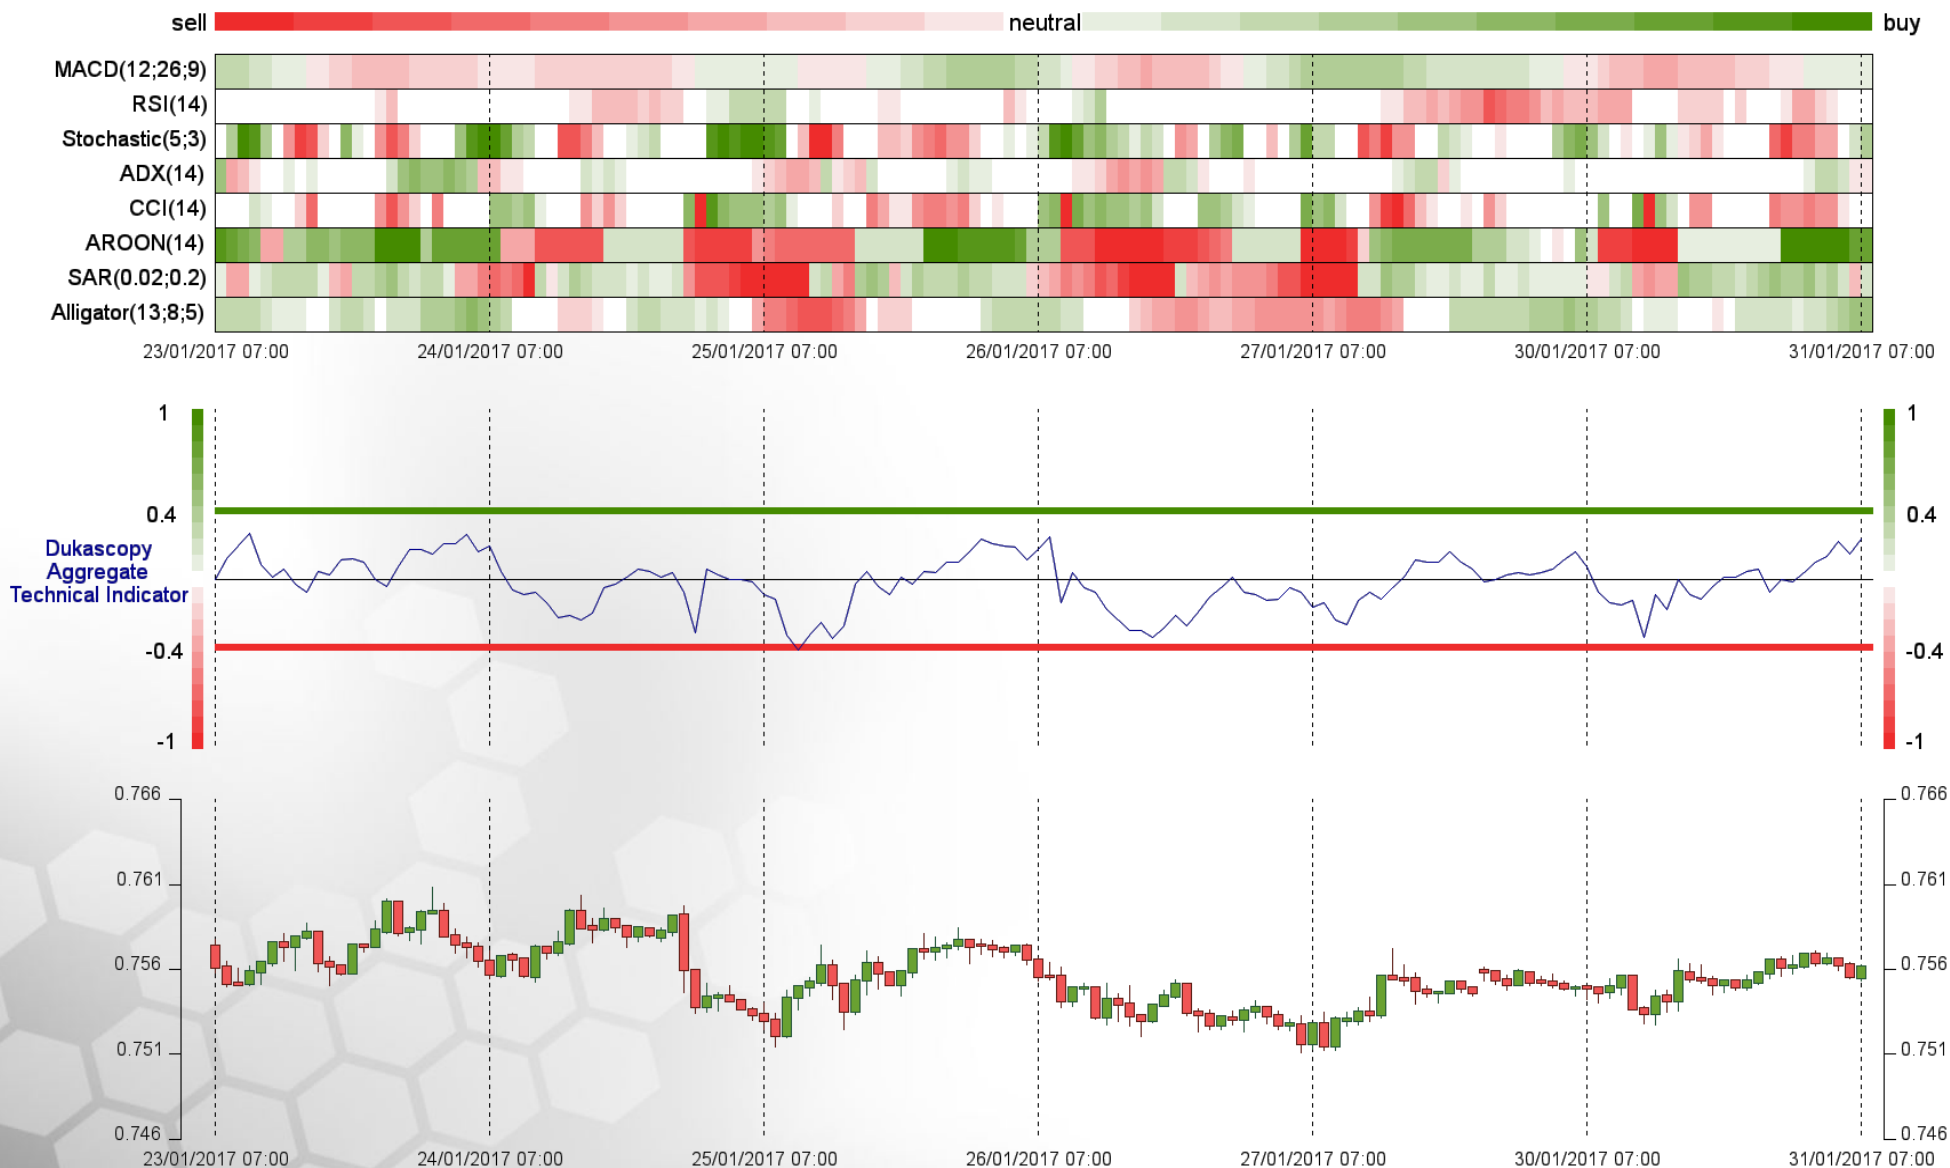 sell neutral buy
MACD(12;26;9)
RSI(14)
Stochastic(5;3)
ADX(14)
CCI(14)
AROON(14)
SAR(0.02;0.2)
Alligator(13;8;5)
23/01/2017 07:00 24/01/2017 07:00 25/01/2017 07:00 26/01/2017 07:00 27/01/2017 07:00 30/01/2017 07:00 31/01/2017 07:00
1 1
0.4 0.4
Dukascopy
Aggregate
Technical Indicator
-0.4 -0.4
-1 -1
0.766 0.766
0.761 0.761
0.756 0.756
0.751 0.751
0.746 0.746
23/01/2017 07:00 24/01/2017 07:00 25/01/2017 07:00 26/01/2017 07:00 27/01/2017 07:00 30/01/2017 07:00 31/01/2017 07:00